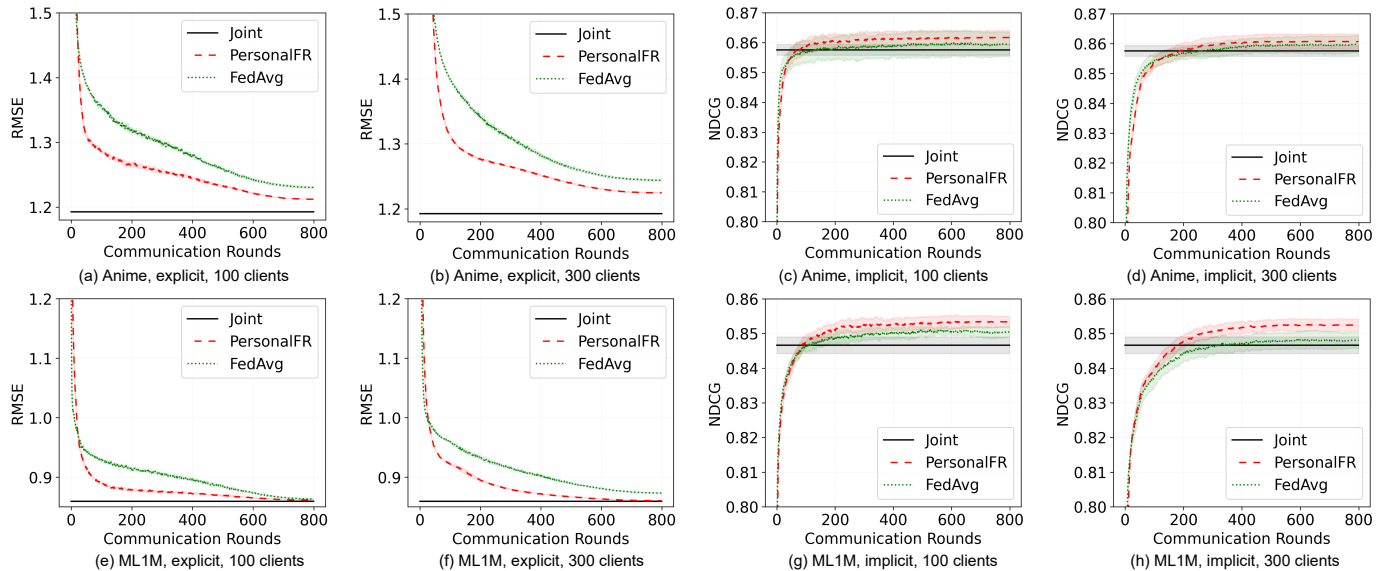 RMSE
1.5
1.4
1.3
1.2
0 200 400 600 800
Communication Rounds
Joint
PersonalFR
FedAvg
(a) Anime, explicit, 100 clients
RMSE
1.5
1.4
1.3
1.2
0 200 400 600 800
Communication Rounds
Joint
PersonalFR
FedAvg
(b) Anime, explicit, 300 clients
NDCG
0.87
0.86
0.85
0.84
0.83
0.82
0.81
0.80
0 200 400 600 800
Communication Rounds
Joint
PersonalFR
FedAvg
(c) Anime, implicit, 100 clients
NDCG
0.87
0.86
0.85
0.84
0.83
0.82
0.81
0.80
0 200 400 600 800
Communication Rounds
Joint
PersonalFR
FedAvg
(d) Anime, implicit, 300 clients
RMSE
1.2
1.1
1.0
0.9
0 200 400 600 800
Communication Rounds
Joint
PersonalFR
FedAvg
(e) ML1M, explicit, 100 clients
RMSE
1.2
1.1
1.0
0.9
0 200 400 600 800
Communication Rounds
Joint
PersonalFR
FedAvg
(f) ML1M, explicit, 300 clients
NDCG
0.86
0.85
0.84
0.83
0.82
0.81
0.80
0 200 400 600 800
Communication Rounds
Joint
PersonalFR
FedAvg
(g) ML1M, implicit, 100 clients
NDCG
0.86
0.85
0.84
0.83
0.82
0.81
0.80
0 200 400 600 800
Communication Rounds
Joint
PersonalFR
FedAvg
(h) ML1M, implicit, 300 clients